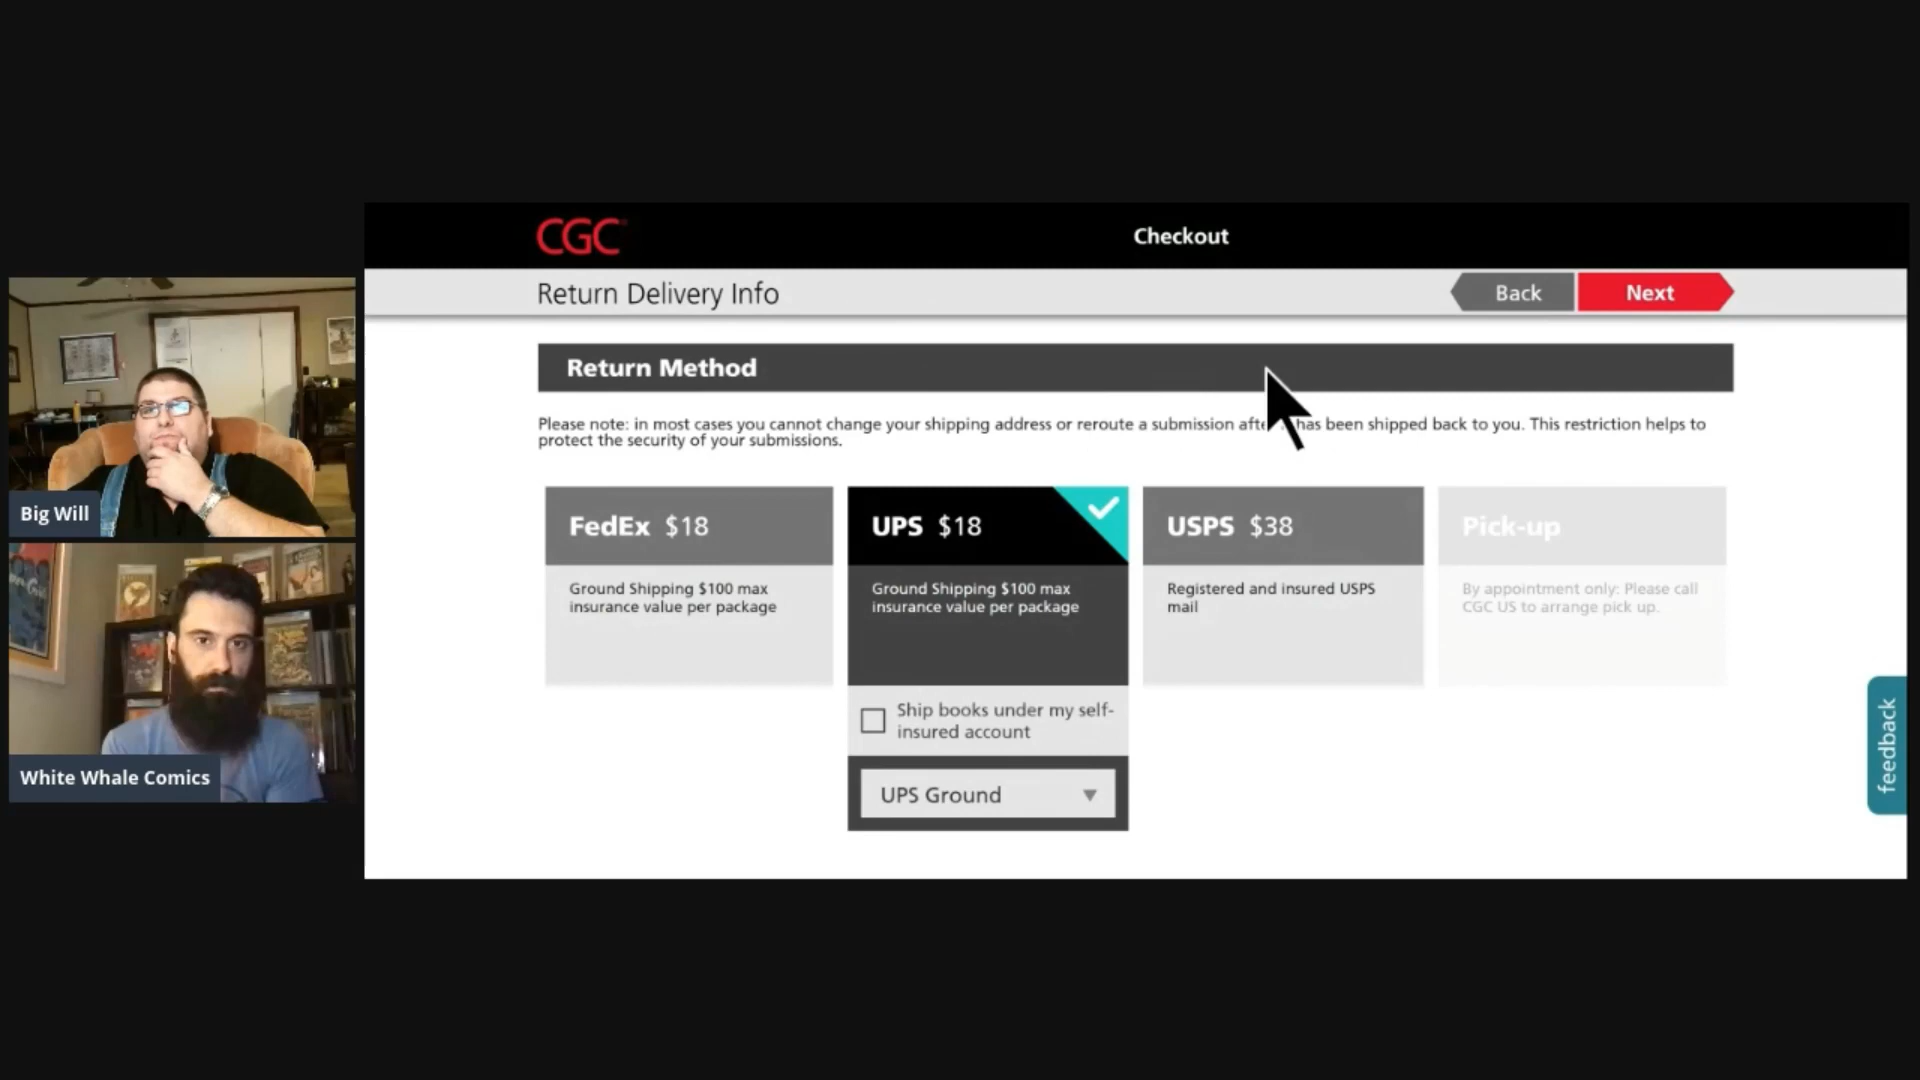 CGC
Checkout
Return Delivery Info
Back
Next
Return Method
Please note: in most cases you cannot change your shipping address or reroute a submission afte has been shipped back to you. This restriction helps to
protect the security of your submissions.
FedEx $18
Ground Shipping $100 max
insurance value per package
UPS $18
Ground Shipping $100 max
insurance value per package
Ship books under my self-
insured account
UPS Ground
USPS $38
Registered and insured USPS
mail
Pick-up
By appointment only: Please call
CGC US to arrange pick up.
feedback
Big Will
White Whale Comics